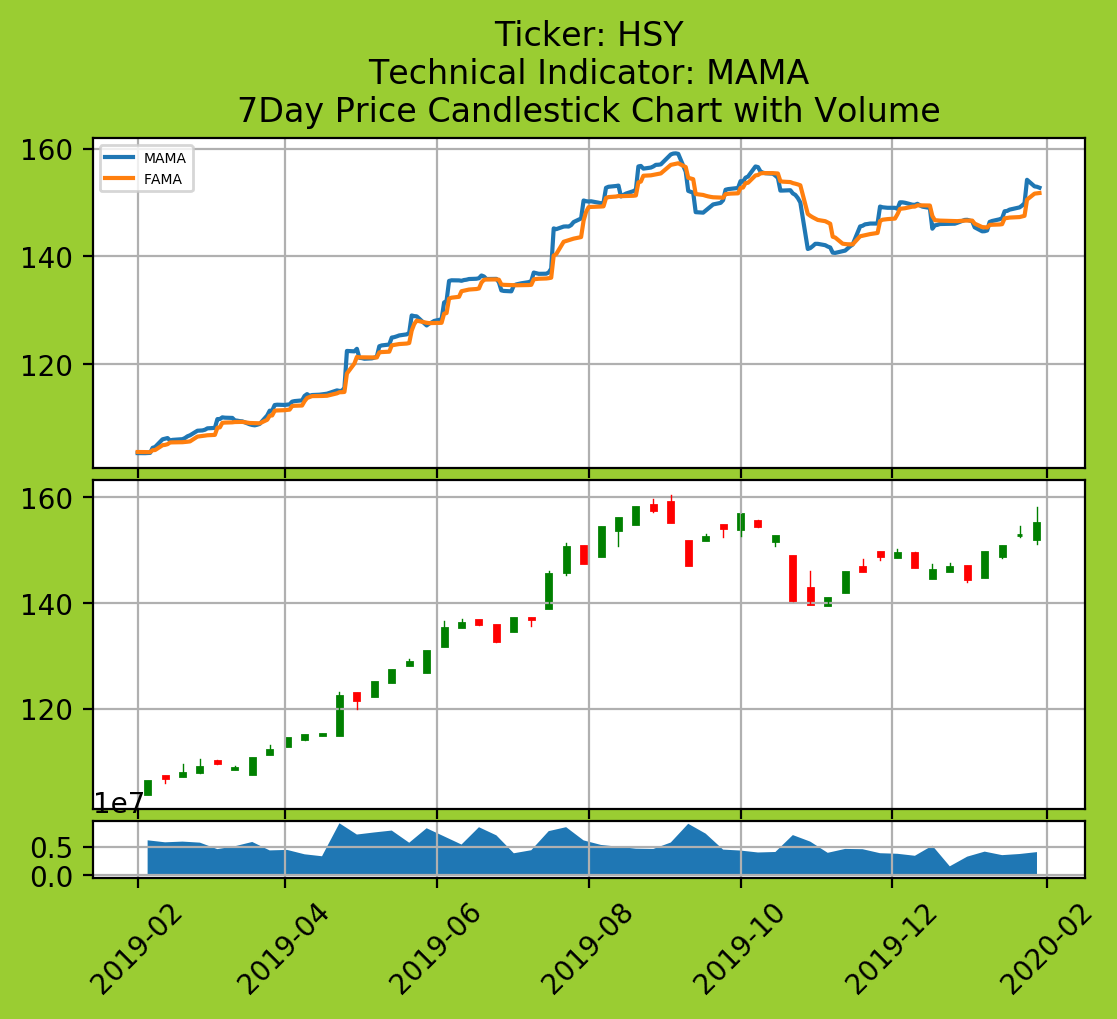 Ticker: HSY
Technical Indicator: MAMA
7Day Price Candlestick Chart with Volume
160
140
120
MAMA
FAMA
160
140
120
1e7
0.5
0.0
2019-02
2019-04
2019-06
2019-08
2019-10
2019-12
2020-02